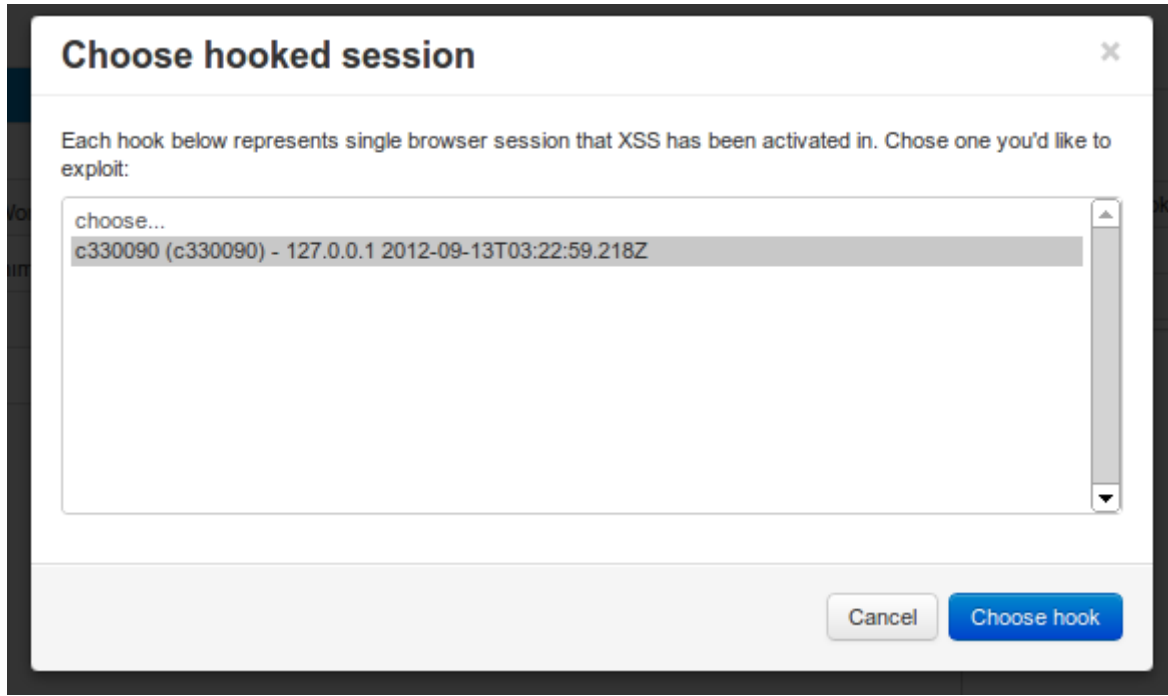 Choose hooked session
×
Each hook below represents single browser session that XSS has been activated in. Chose one you'd like to
exploit:
choose...
c330090 (c330090) - 127.0.0.1 2012-09-13T03:22:59.218Z
Cancel
Choose hook